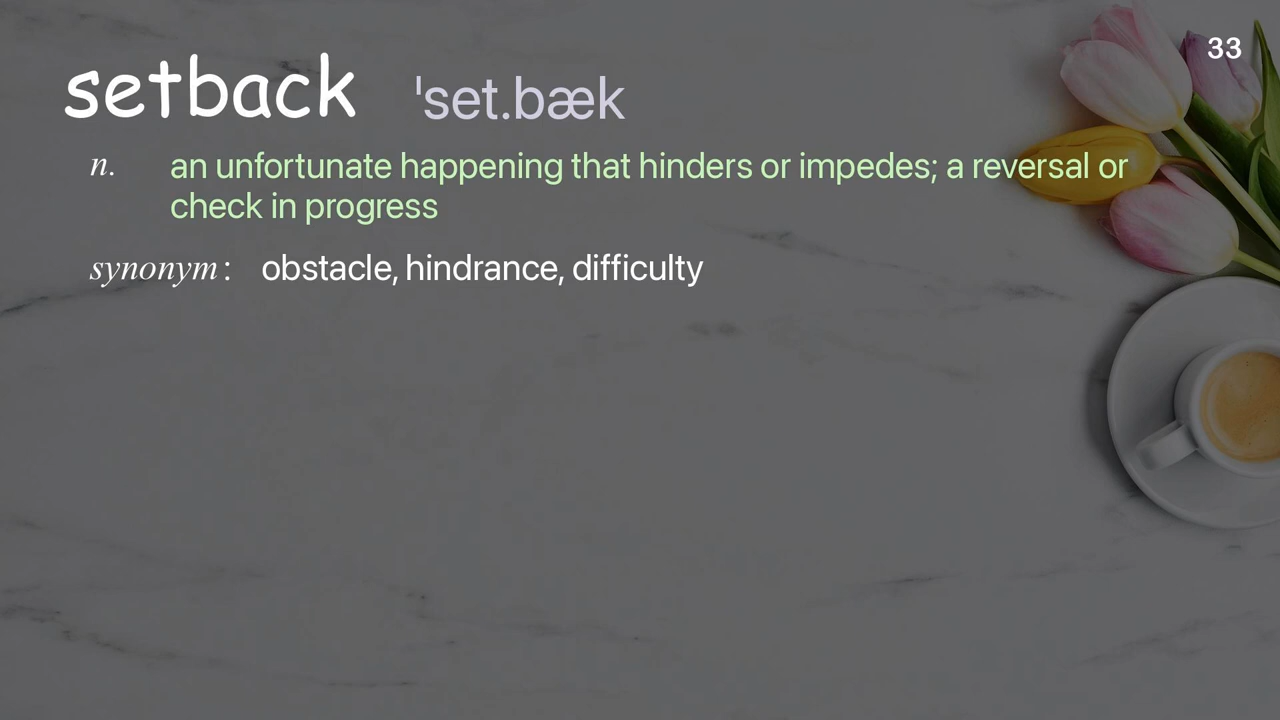 33
setback ˈset.bæk
n. an unfortunate happening that hinders or impedes; a reversal or
check in progress
synonym: obstacle, hindrance, difficulty